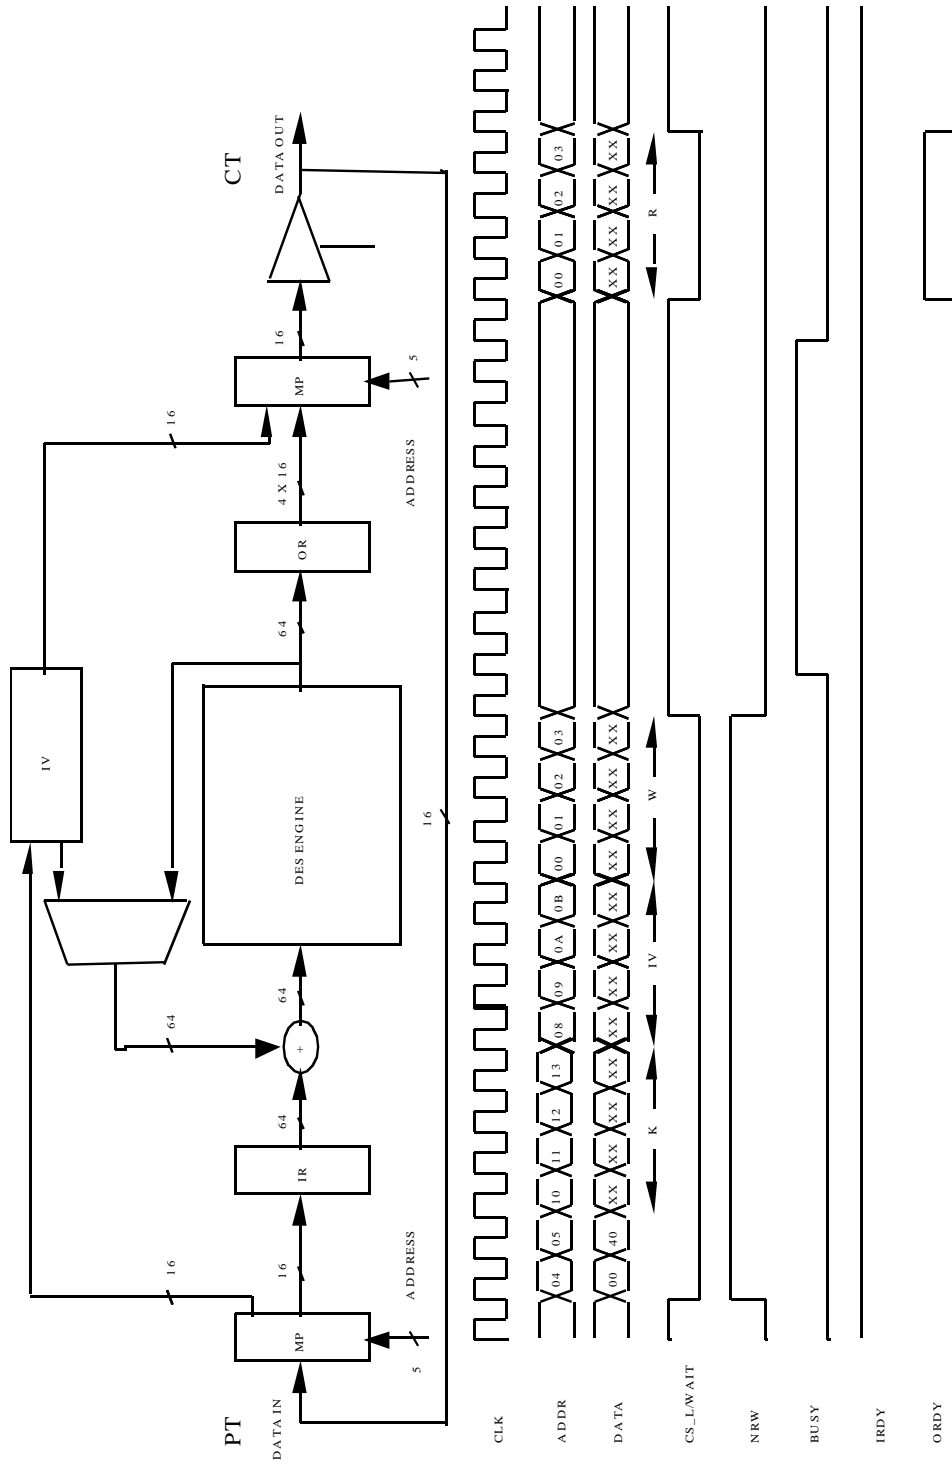 IV
16 64 16
PT CT
DATA IN 16 64 64 64 4 X 16 16 DATA OUT
MP IR + DES ENGINE OR MP
5 ADDRESS ADDRESS 5
16
CLK
ADDR 04 05 10 11 12 13 08 09 0A 0B 00 01 02 03 00 01 02 03
DATA 00 40 XX XX XX XX XX XX XX XX XX XX XX XX XX XX XX XX
K IV W R
CS_L/WAIT
NRW
BUSY
IRDY
ORDY